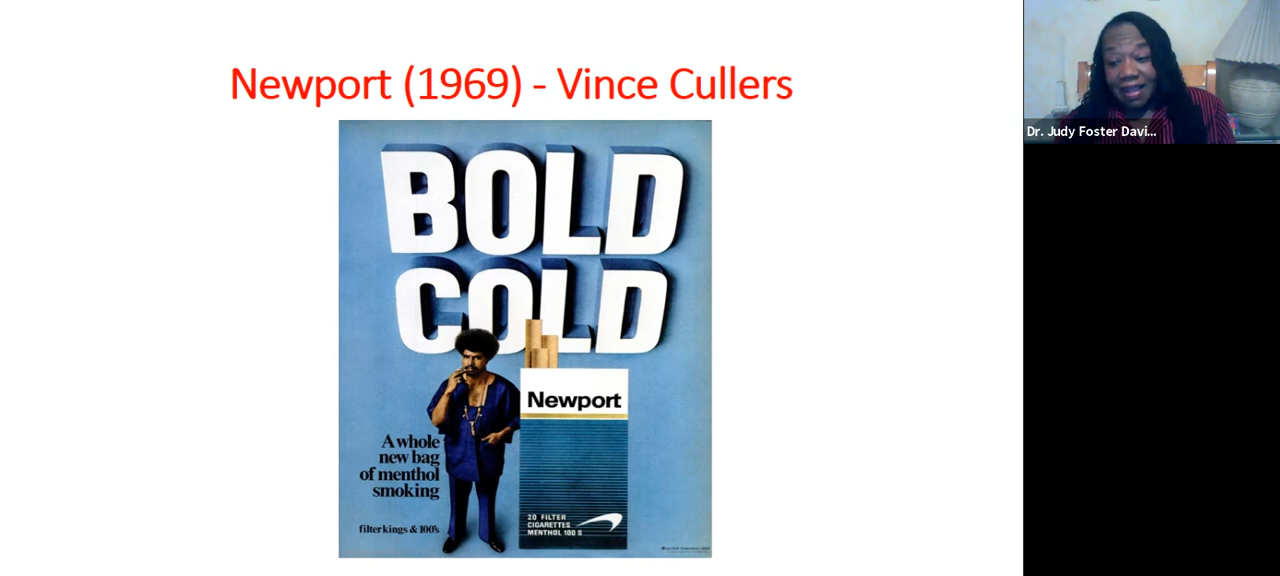 Newport (1969) - Vince Cullers
Dr. Judy Foster Davi...
BOLD
COLD
Newport
A whole
new bag
of menthol
smoking
filter kings & 100's
20 FILTER
CIGARETTES
MENTHOL 100 S